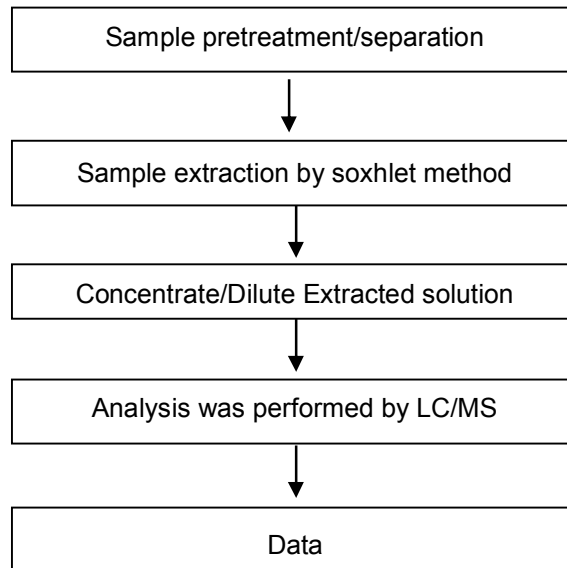 Sample pretreatment/separation
Sample extraction by soxhlet method
Concentrate/Dilute Extracted solution
Analysis was performed by LC/MS
Data